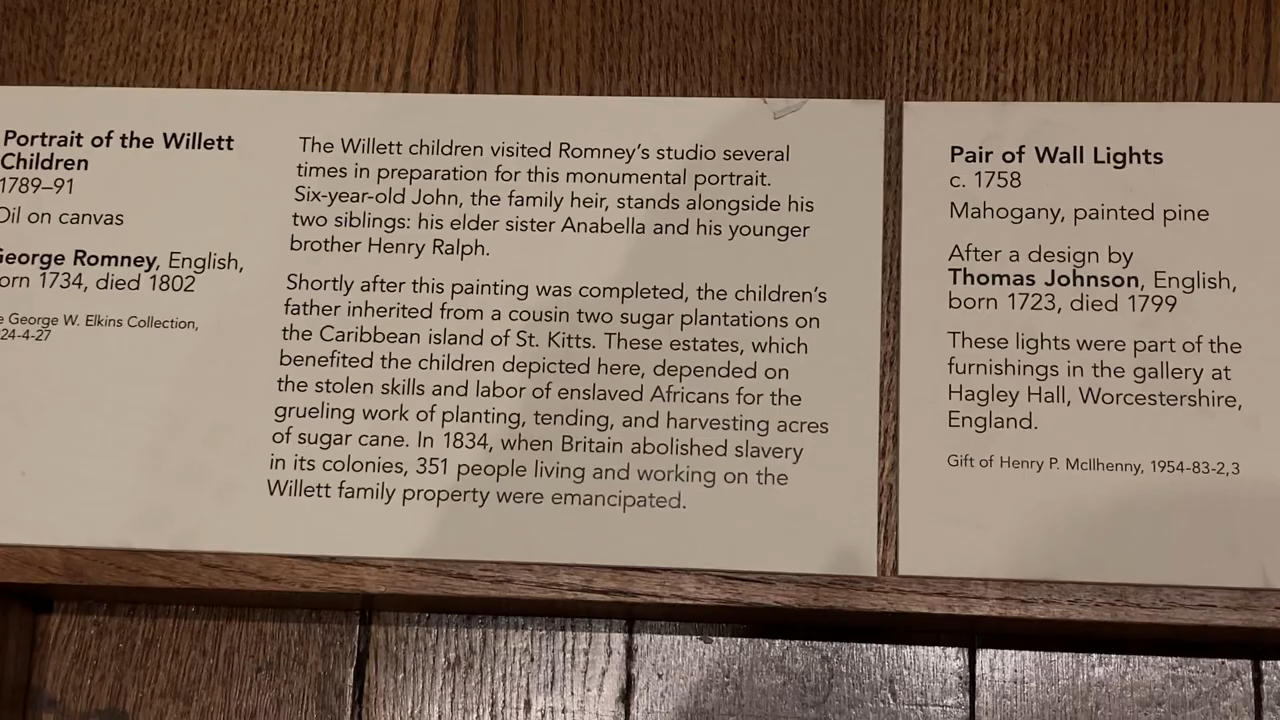 Portrait of the Willett
Children
1789–91
Oil on canvas
George Romney, English,
born 1734, died 1802
George W. Elkins Collection,
24-4-27
The Willett children visited Romney's studio several
times in preparation for this monumental portrait.
Six-year-old John, the family heir, stands alongside his
two siblings: his elder sister Anabella and his younger
brother Henry Ralph.
Shortly after this painting was completed, the children's
father inherited from a cousin two sugar plantations on
the Caribbean island of St. Kitts. These estates, which
benefited the children depicted here, depended on
the stolen skills and labor of enslaved Africans for the
grueling work of planting, tending, and harvesting acres
of sugar cane. In 1834, when Britain abolished slavery
in its colonies, 351 people living and working on the
Willett family property were emancipated.
Pair of Wall Lights
c. 1758
Mahogany, painted pine
After a design by
Thomas Johnson, English,
born 1723, died 1799
These lights were part of the
furnishings in the gallery at
Hagley Hall, Worcestershire,
England.
Gift of Henry P. McIlhenny, 1954-83-2,3